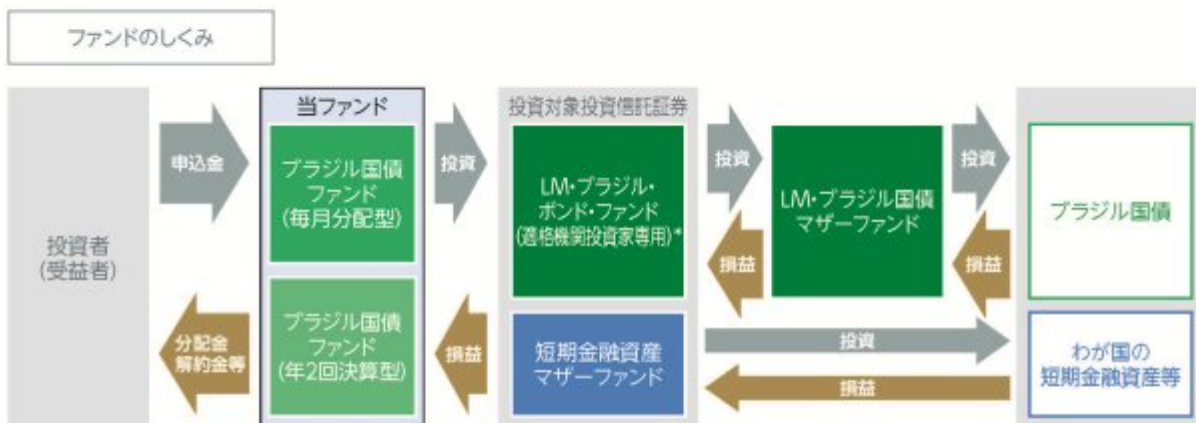 ファンドのしくみ
投資者
(受益者)
申込金
分配金
解約金等
当ファンド
ブラジル国債
ファンド
(毎月分配型)
ブラジル国債
ファンド
(年2回決算型)
投資
損益
投資対象投資信託証券
LM・ブラジル・
ボンド・ファンド
(適格機関投資家専用)*
短期金融資産
マザーファンド
投資
損益
LM・ブラジル国債
マザーファンド
投資
損益
投資
損益
ブラジル国債
わが国の
短期金融資産等